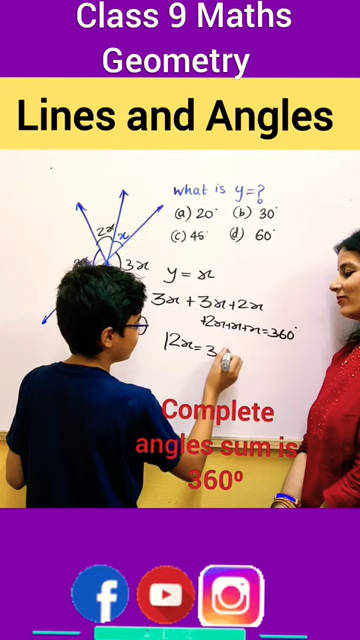 Class 9 Maths
Geometry
Lines and Angles
what is y=?
(a) 20° (b) 30°
(c) 45° (d) 60°
2x
x
3x
y = x
3x + 3x + 2x
+2x+x+x=360°
12x = 3
Complete
angles sum is
360º